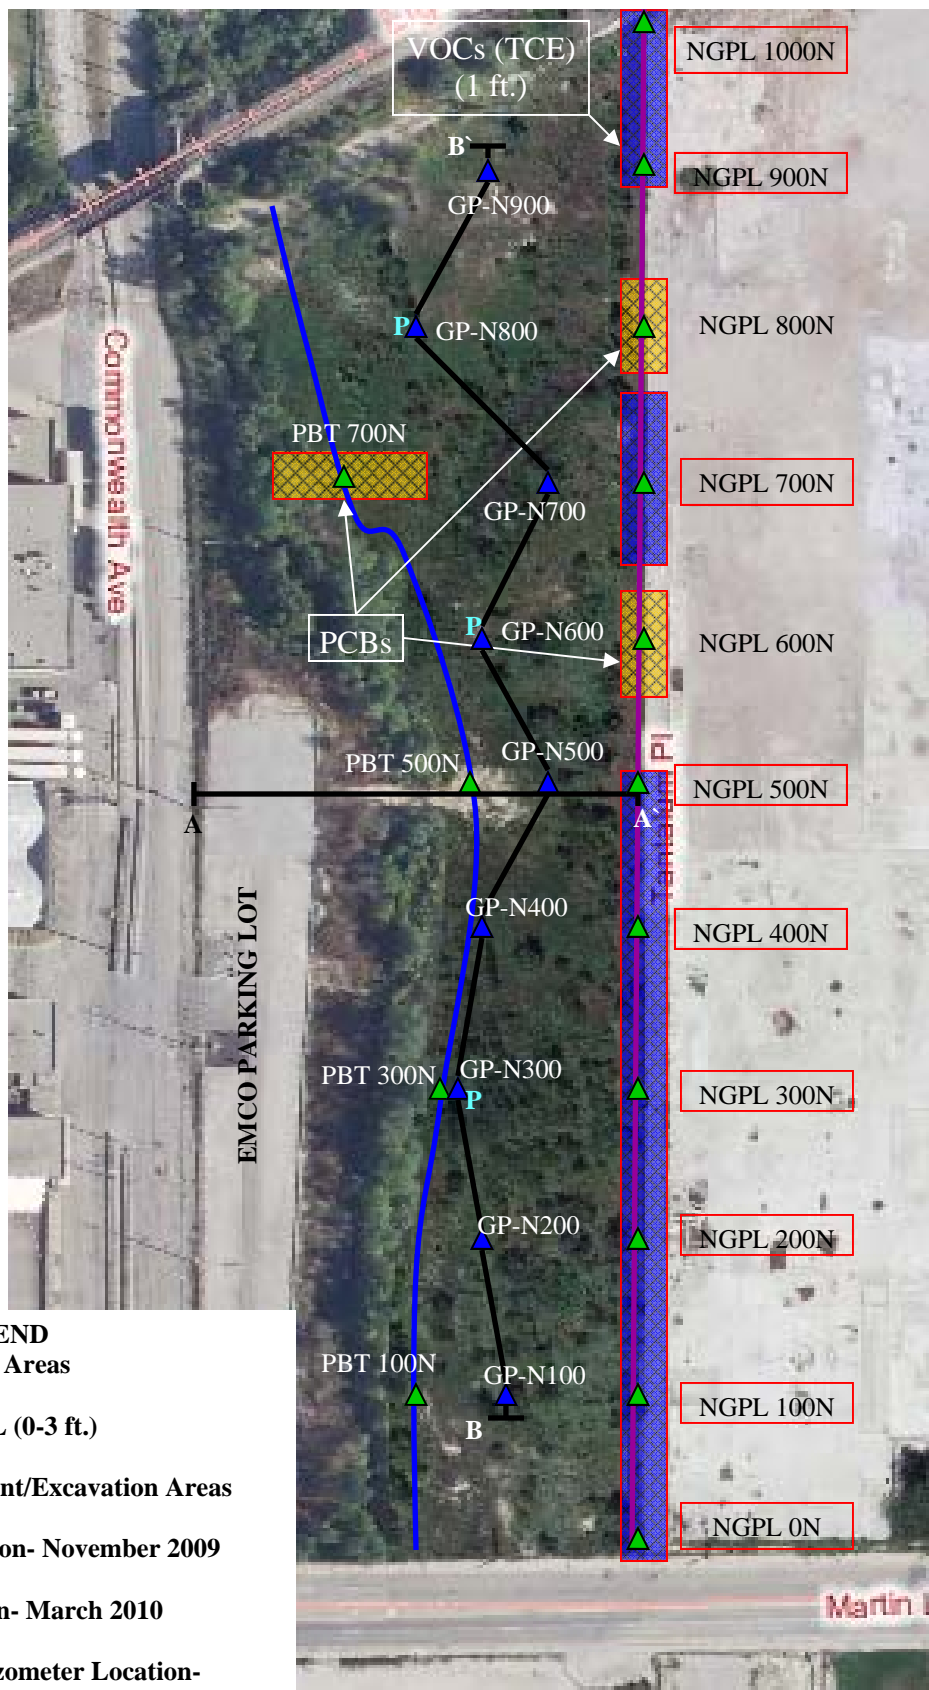 VOCs (TCE)
(1 ft.)
NGPL 1000N
B`
NGPL 900N
GP-N900
P
GP-N800
NGPL 800N
Commonwealth Ave
PBT 700N
GP-N700
NGPL 700N
P
GP-N600
PCBs
NGPL 600N
GP-N500
PBT 500N
NGPL 500N
A
A`
EMCO PARKING LOT
GP-N400
NGPL 400N
PBT 300N
GP-N300
P
NGPL 300N
GP-N200
NGPL 200N
PBT 100N
GP-N100
NGPL 100N
B
NGPL 0N
Martin
END
Areas
(0-3 ft.)
nt/Excavation Areas
on- November 2009
n- March 2010
zometer Location-